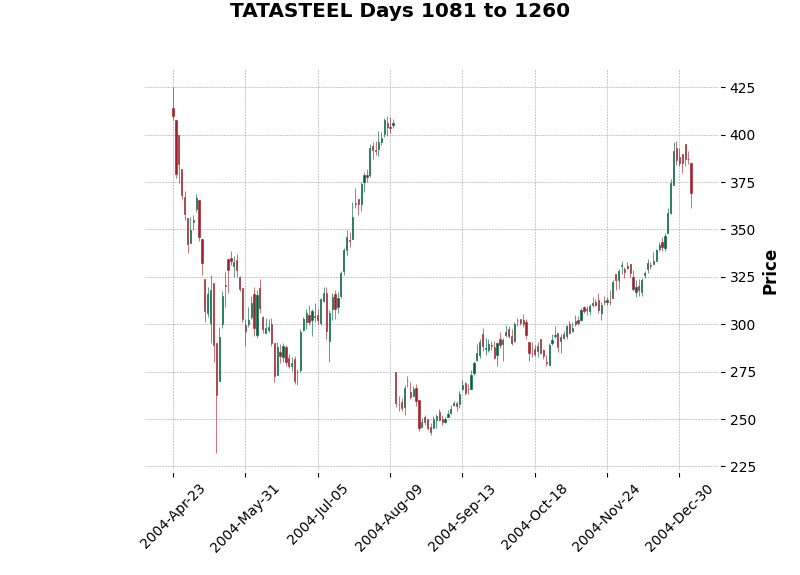 TATASTEEL Days 1081 to 1260
425
400
375
350
325
300
275
250
225
Price
2004-Apr-23
2004-May-31
2004-Jul-05
2004-Aug-09
2004-Sep-13
2004-Oct-18
2004-Nov-24
2004-Dec-30